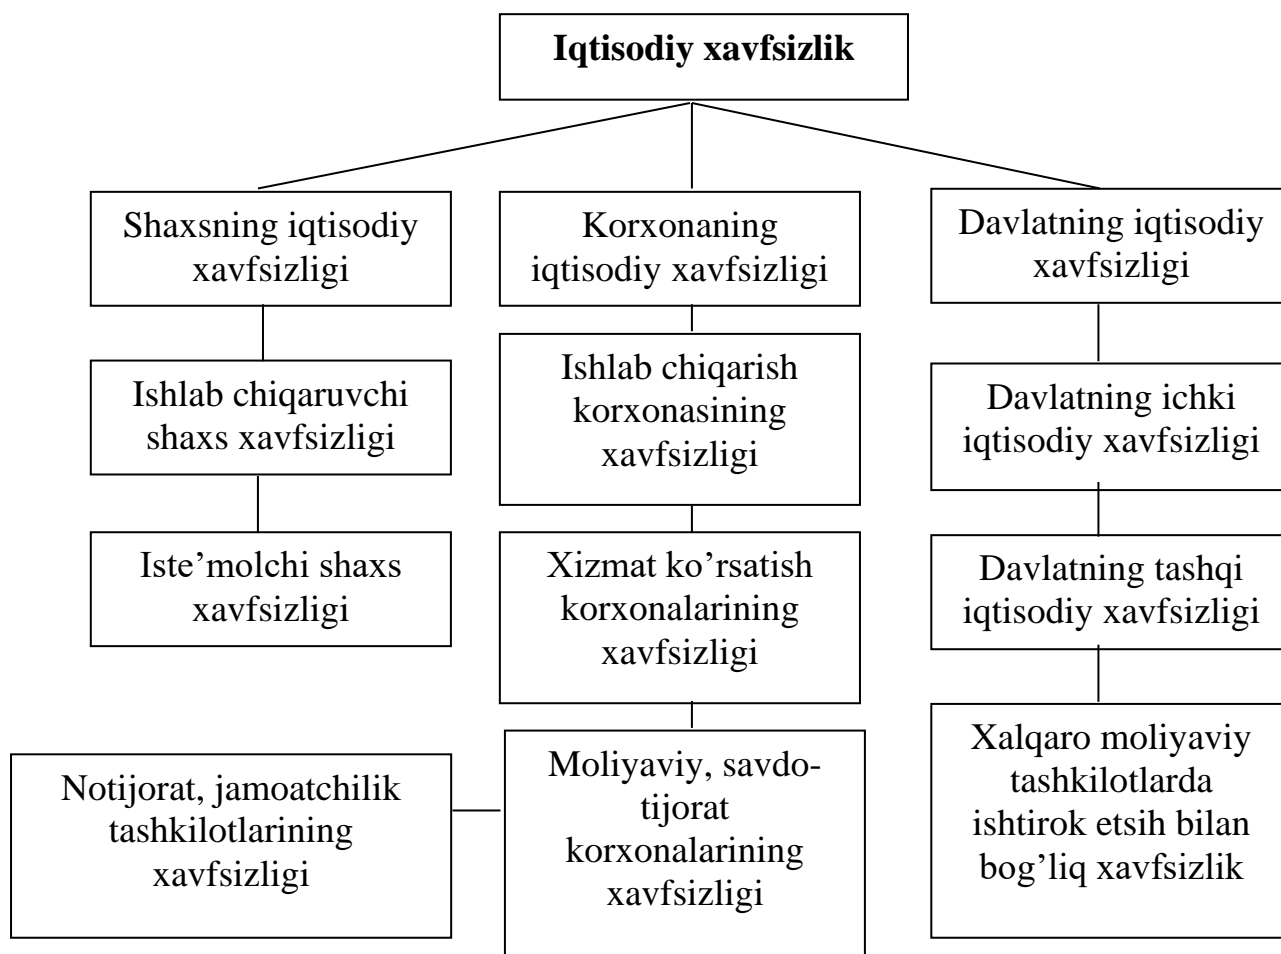 Iqtisodiy xavfsizlik
Shaxsning iqtisodiy
xavfsizligi
Korxonaning
iqtisodiy xavfsizligi
Davlatning iqtisodiy
xavfsizligi
Ishlab chiqaruvchi
shaxs xavfsizligi
Ishlab chiqarish
korxonasining
xavfsizligi
Davlatning ichki
iqtisodiy xavfsizligi
Iste’molchi shaxs
xavfsizligi
Xizmat ko’rsatish
korxonalarining
xavfsizligi
Davlatning tashqi
iqtisodiy xavfsizligi
Notijorat, jamoatchilik
tashkilotlarining
xavfsizligi
Moliyaviy, savdo-
tijorat
korxonalarining
xavfsizligi
Xalqaro moliyaviy
tashkilotlarda
ishtirok etsih bilan
bog’liq xavfsizlik